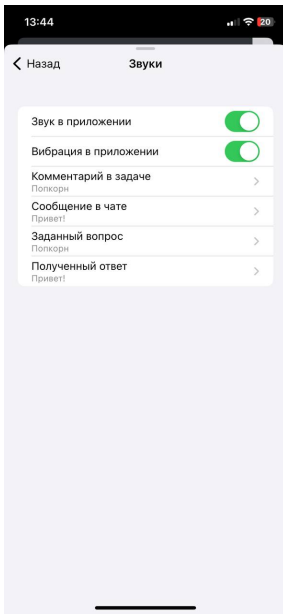 13:44
20
Назад
Звуки
Звук в приложении
Вибрация в приложении
Комментарий в задаче
Попкорн
Сообщение в чате
Привет!
Заданный вопрос
Попкорн
Полученный ответ
Привет!